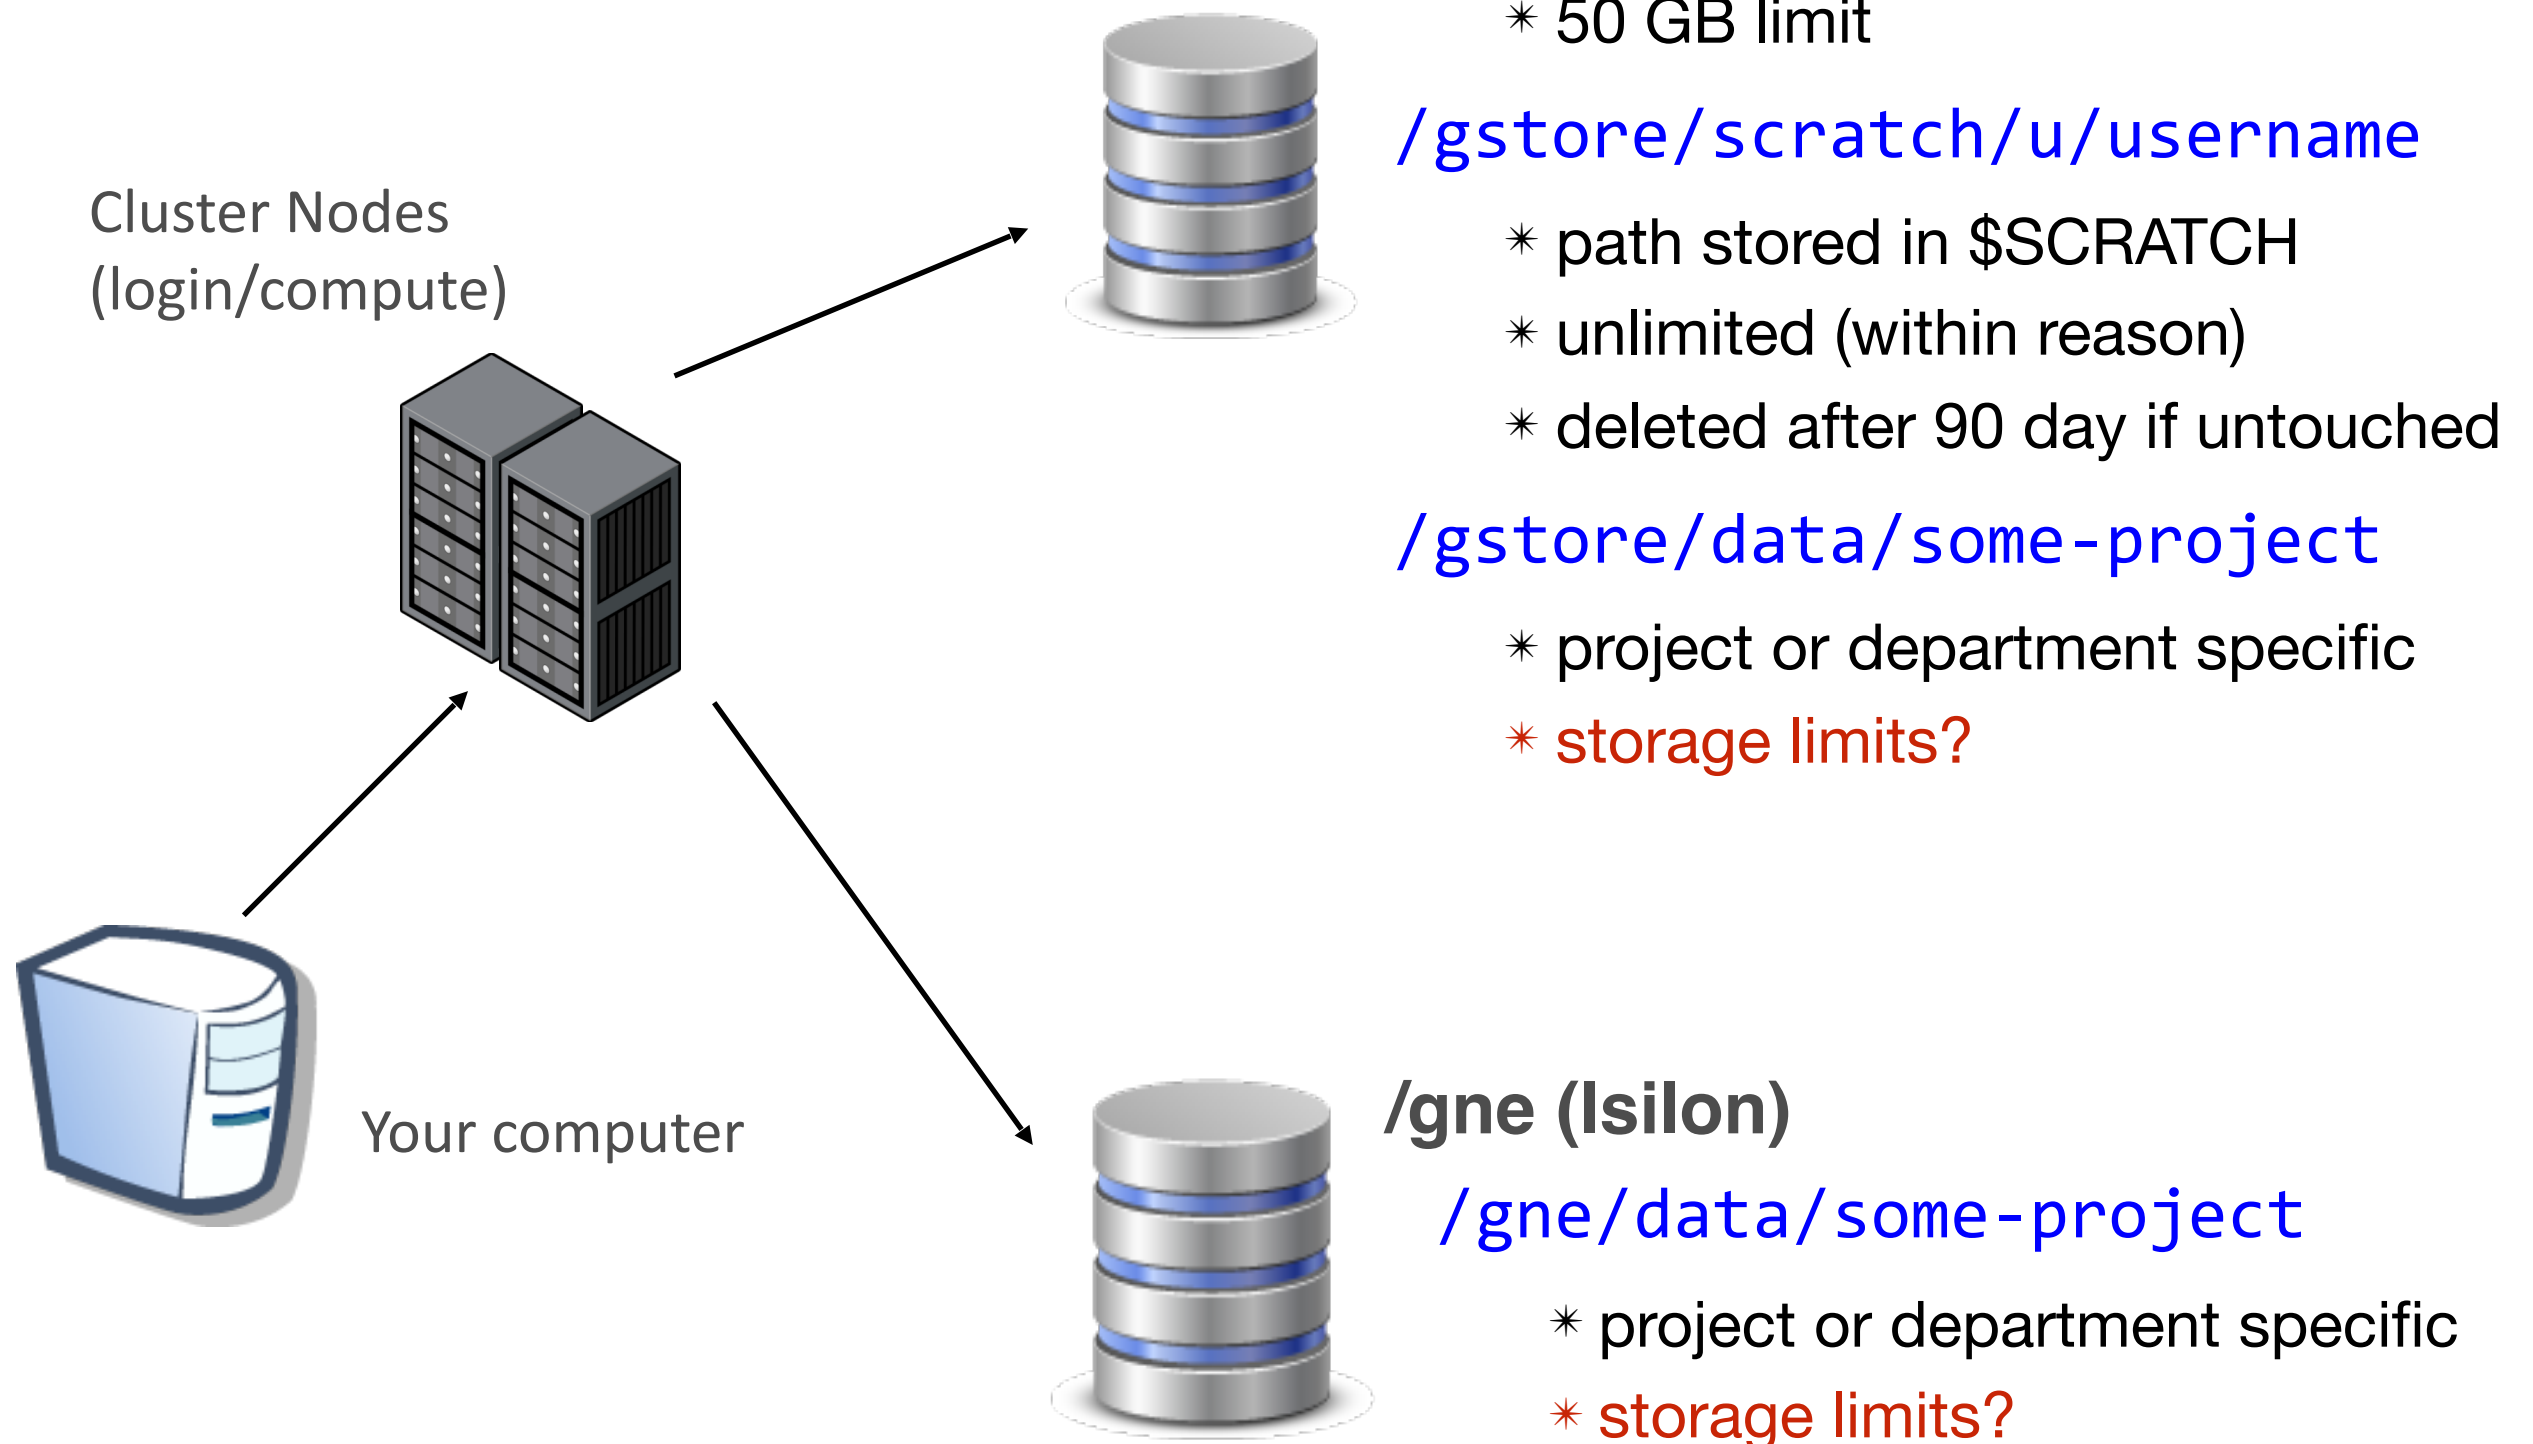 ✴ 50 GB limit
/gstore/scratch/u/username
Cluster Nodes
(login/compute)
✴ path stored in $SCRATCH
✴ unlimited (within reason)
✴ deleted after 90 day if untouched
/gstore/data/some-project
✴ project or department specific
✴ storage limits?
Your computer
/gne (Isilon)
/gne/data/some-project
✴ project or department specific
✴ storage limits?